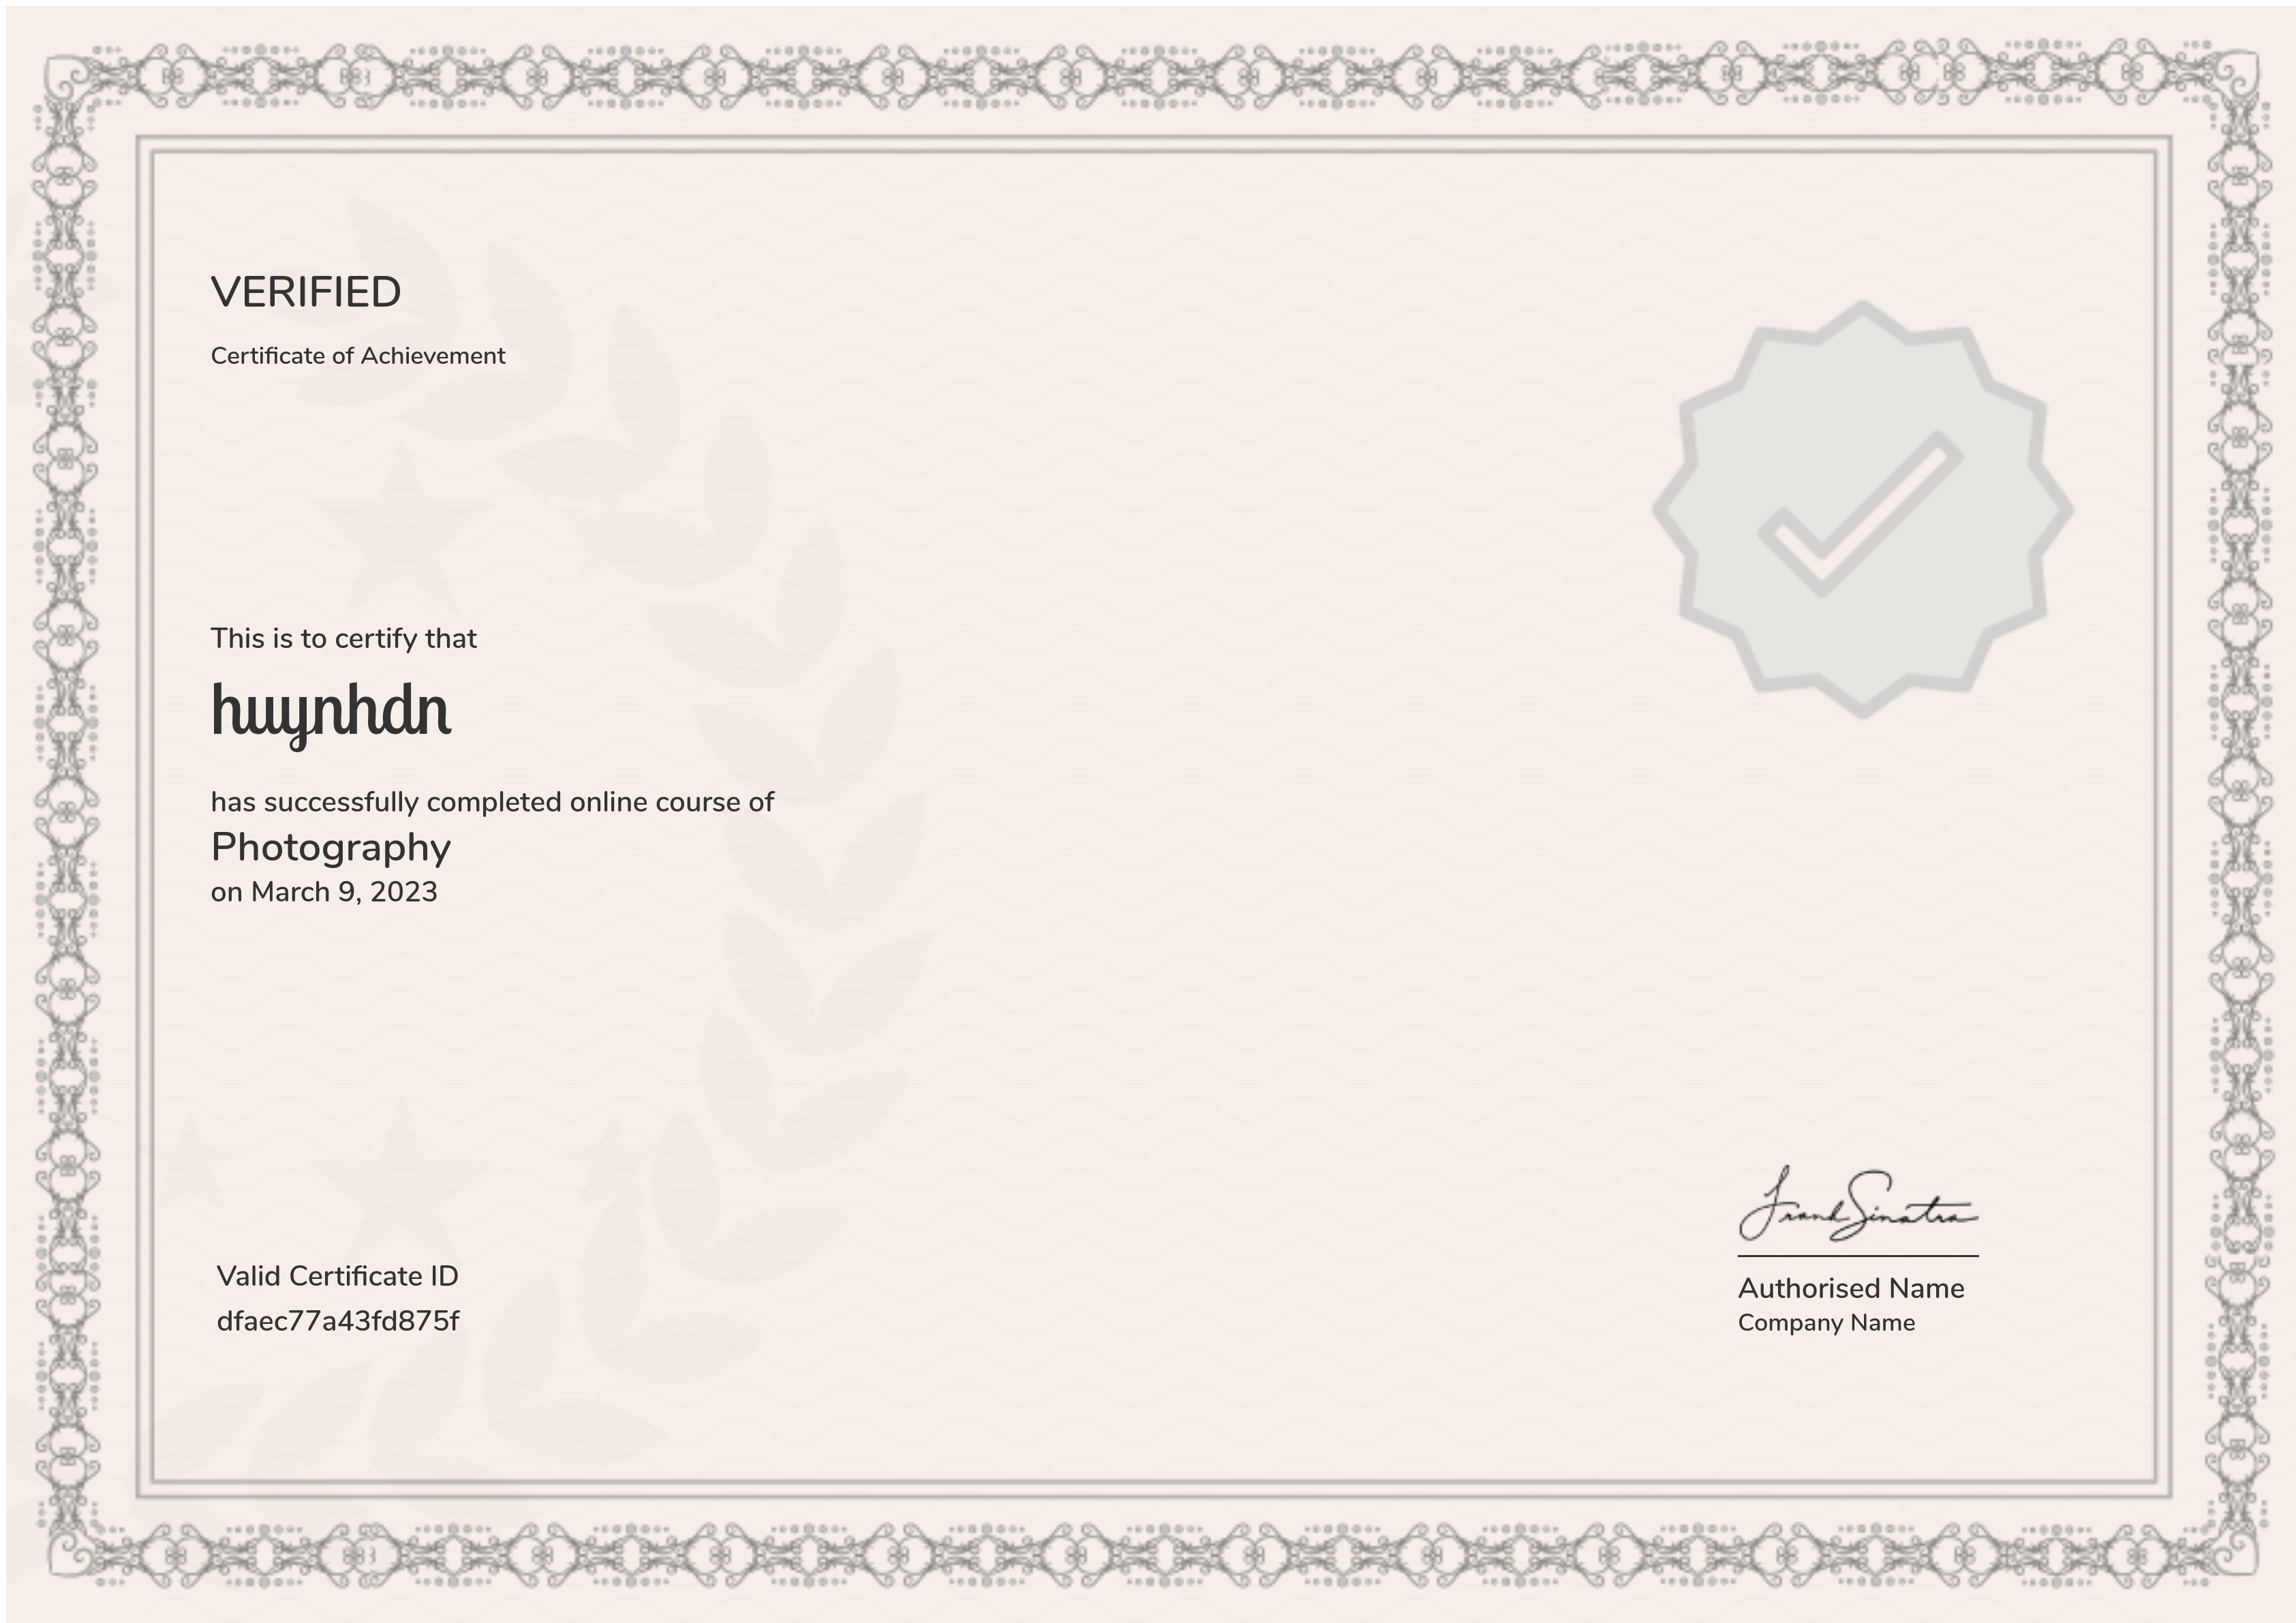 VERIFIED
Certificate of Achievement
This is to certify that
huynhdn
has successfully completed online course of
Photography
on March 9, 2023
Frank Sinatra
Valid Certificate ID
dfaec77a43fd875f
Authorised Name
Company Name